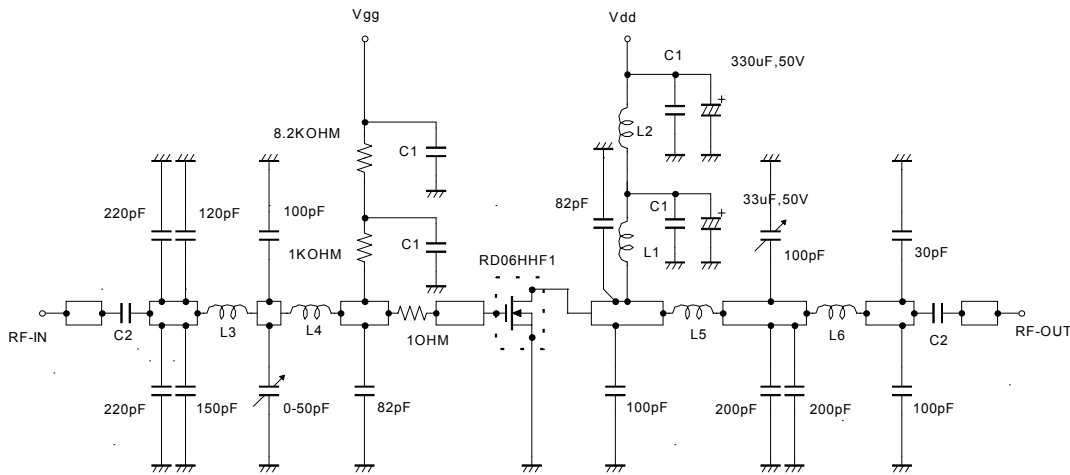 Vgg
Vdd
C1
330uF,50V
8.2KOHM
C1
L2
220pF
120pF
100pF
82pF
C1
33uF,50V
1KOHM
C1
L1
100pF
30pF
RD06HHF1
RF-IN
C2
L3
L4
1OHM
L5
L6
C2
RF-OUT
220pF
150pF
0-50pF
82pF
100pF
200pF
200pF
100pF